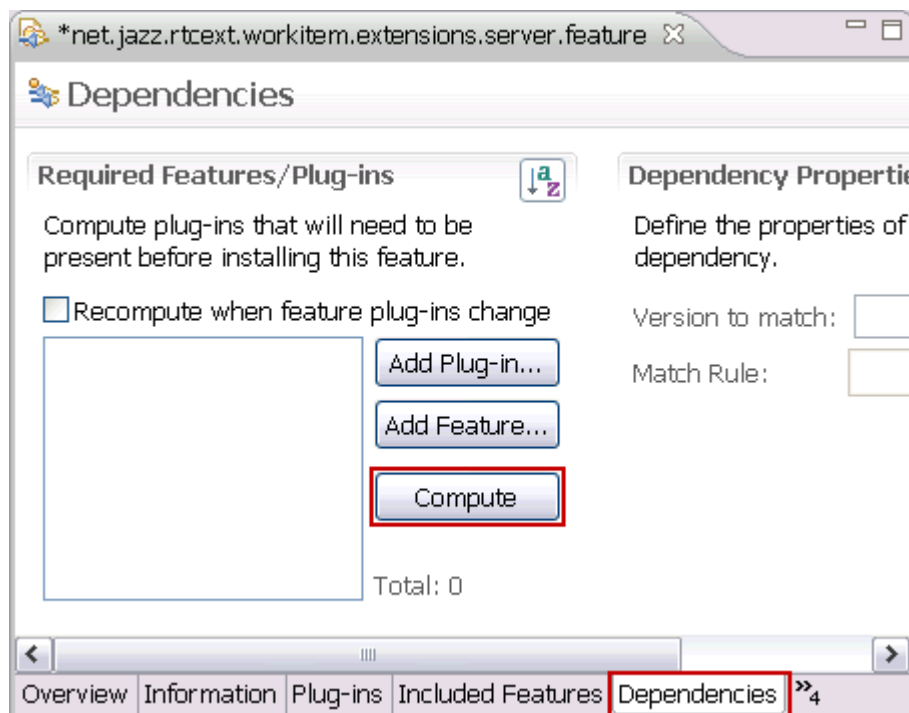 *net.jazz.rtcext.workitem.extensions.server.feature
Dependencies
Required Features/Plug-ins
a
z
Compute plug-ins that will need to be
present before installing this feature.
Recompute when feature plug-ins change
Add Plug-in...
Add Feature...
Compute
Total: 0
Dependency Propertie
Define the properties of
dependency.
Version to match:
Match Rule:
Overview Information Plug-ins Included Features Dependencies »4